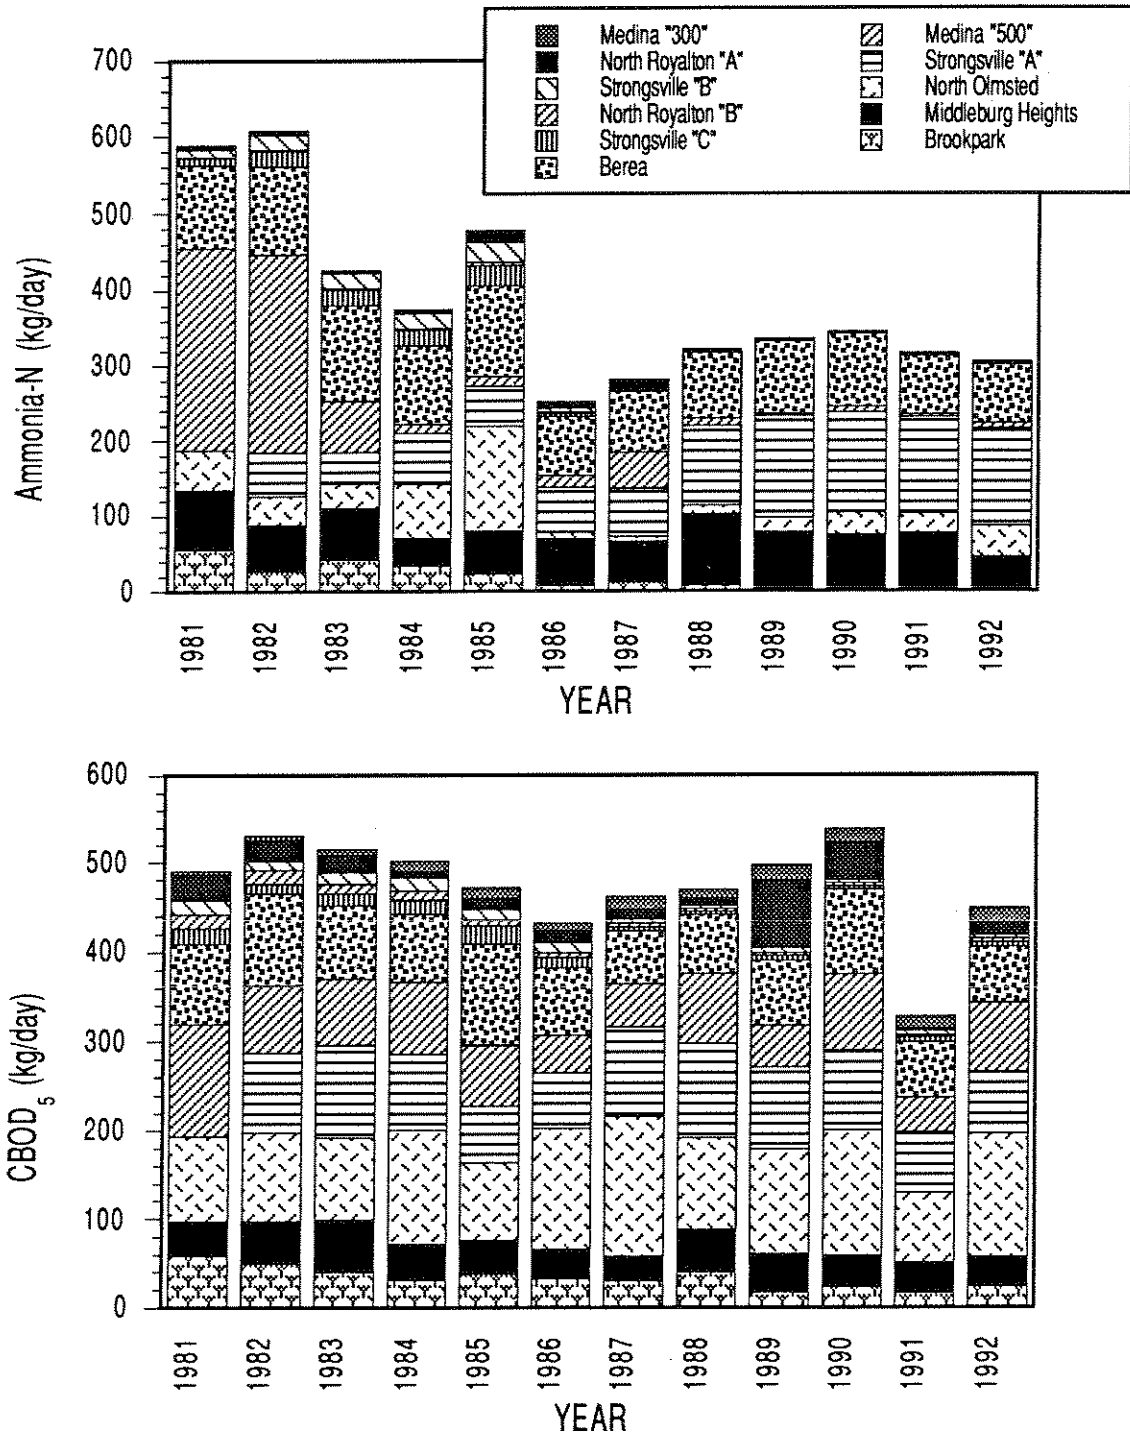 Medina "300" Medina "500"
North Royalton "A" Strongsville "A"
Strongsville "B" North Olmsted
North Royalton "B" Middleburg Heights
Strongsville "C" Brookpark
Berea
700
600
500
400
300
200
100
0
Ammonia-N (kg/day)
1981 1982 1983 1984 1985 1986 1987 1988 1989 1990 1991 1992
YEAR
600
500
400
300
200
100
0
CBOD5 (kg/day)
1981 1982 1983 1984 1985 1986 1987 1988 1989 1990 1991 1992
YEAR